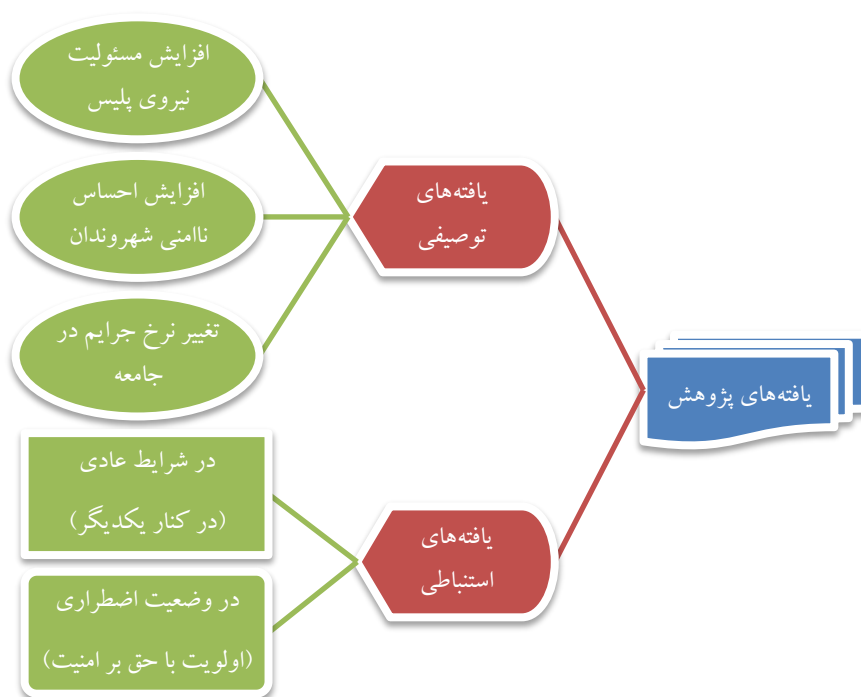 یافته‌های پژوهش
یافته‌های
توصیفی
افزایش مسئولیت
نیروی پلیس
افزایش احساس
ناامنی شهروندان
تغییر نرخ جرایم در
جامعه
یافته‌های
استنباطی
در شرایط عادی
(در کنار یکدیگر)
در وضعیت اضطراری
(اولویت با حق بر امنیت)